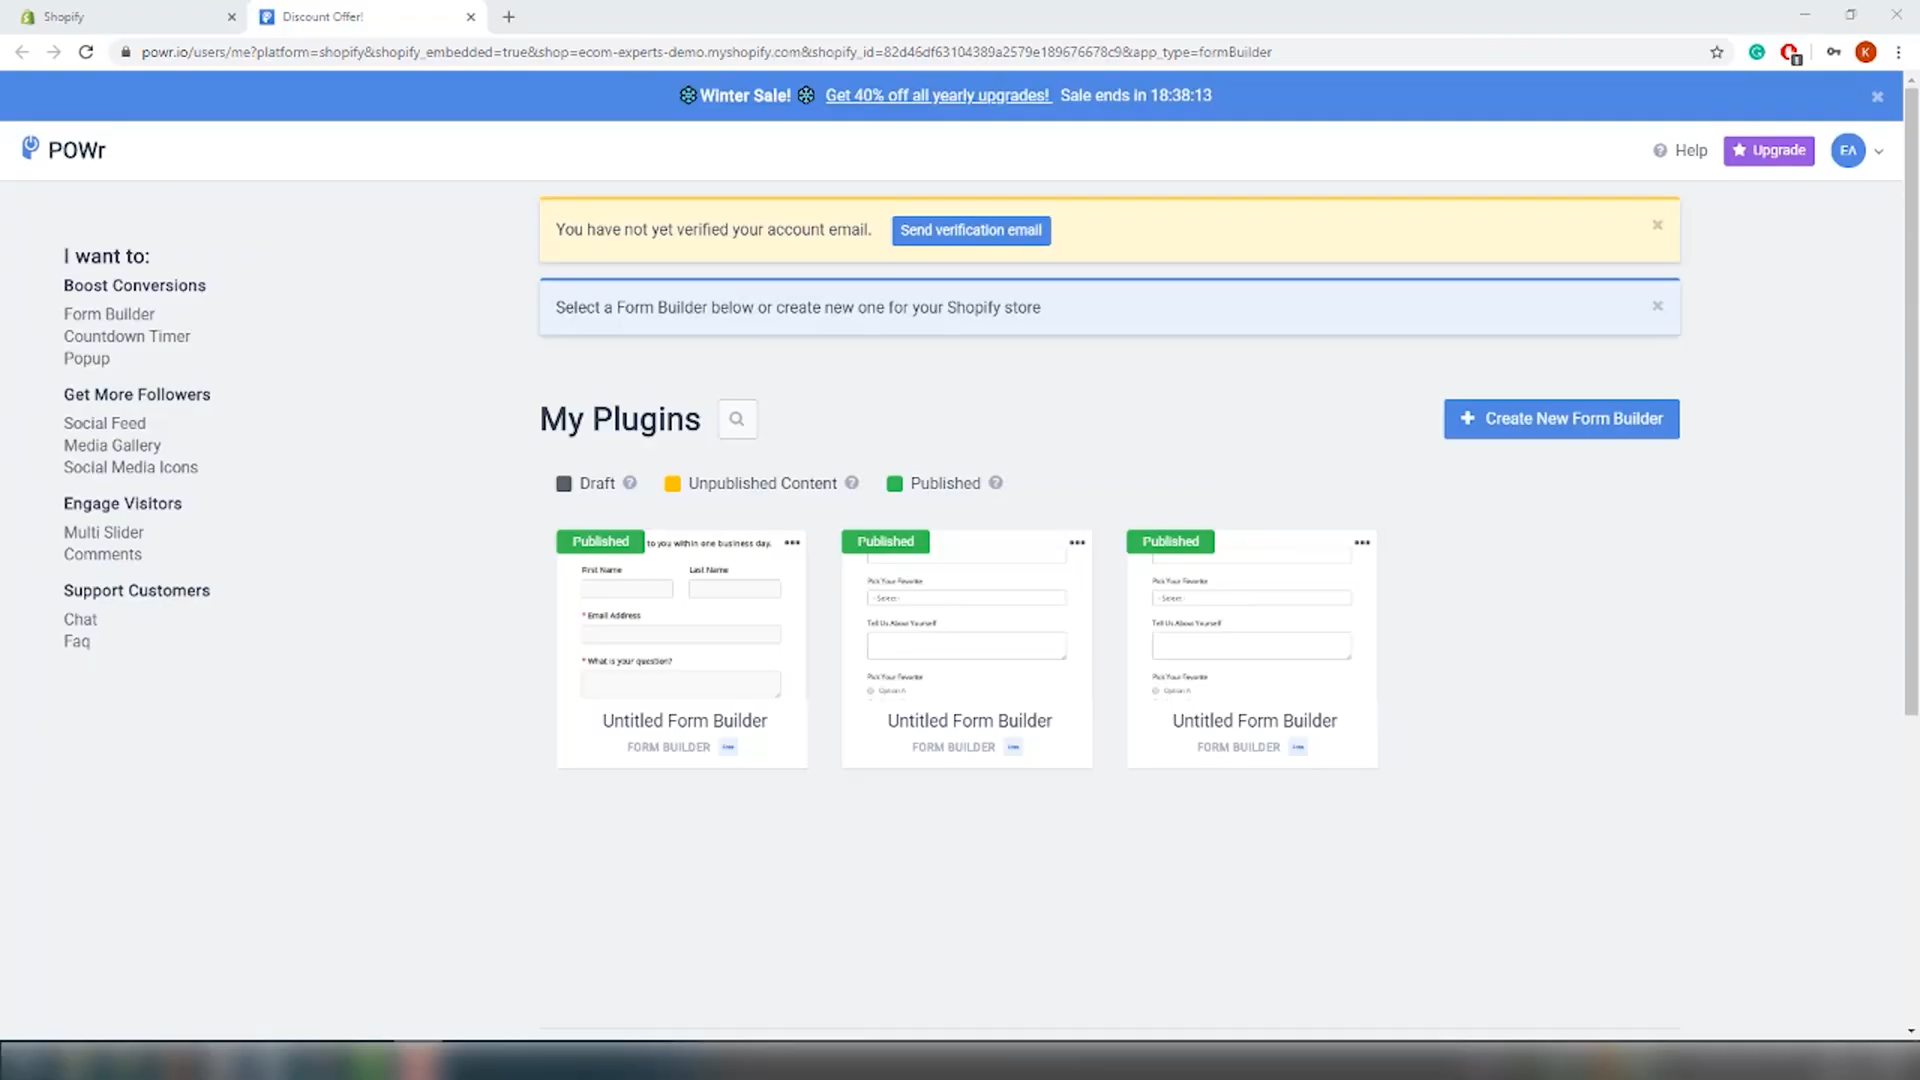 Shopify
Discount Offer!
powr.io/users/me?platform=shopify&shopify_embedded=true&shop=ecom-experts-demo.myshopify.com&shopify_id=82d46df63104389a2579e189676678c9&app_type=formBuilder
K
Winter Sale! Get 40% off all yearly upgrades! Sale ends in 18:38:13
POWr
Help
Upgrade
EA
You have not yet verified your account email.
Send verification email
Select a Form Builder below or create new one for your Shopify store
I want to:
Boost Conversions
Form Builder
Countdown Timer
Popup
Get More Followers
Social Feed
Media Gallery
Social Media Icons
Engage Visitors
Multi Slider
Comments
Support Customers
Chat
Faq
My Plugins
Create New Form Builder
Draft
Unpublished Content
Published
Published
to you within one business day.
First Name
Last Name
* Email Address
* What is your question?
Untitled Form Builder
FORM BUILDER
Published
Pick Your Favorite
- Select -
Tell Us About Yourself
Pick Your Favorite
Option A
Untitled Form Builder
FORM BUILDER
Published
Pick Your Favorite
- Select -
Tell Us About Yourself
Pick Your Favorite
Option A
Untitled Form Builder
FORM BUILDER